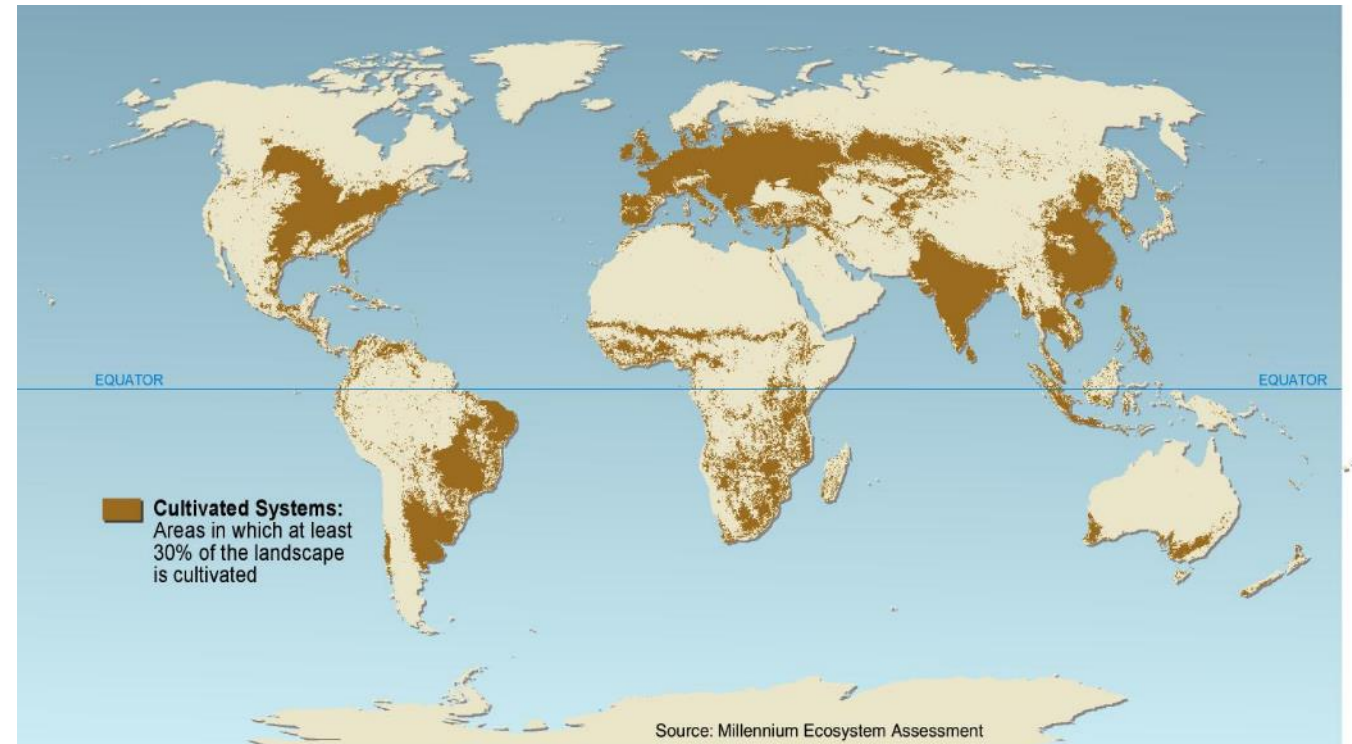 EQUATOR
EQUATOR
Cultivated Systems:
Areas in which at least
30% of the landscape
is cultivated
Source: Millennium Ecosystem Assessment